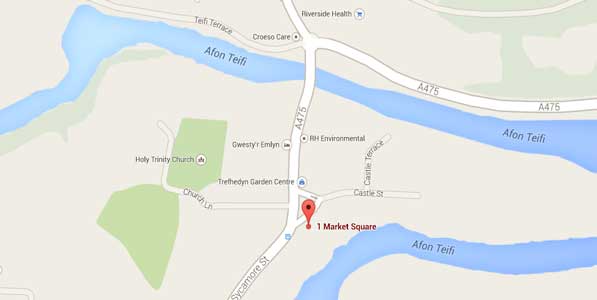 Riverside Health
Teifi Terrace
Croeso Care
Afon Teifi
A475
A475
Afon Teifi
A475
RH Environmental
Gwesty'r Emlyn
Holy Trinity Church
Castle Terrace
Trefhedyn Garden Centre
Castle St
Church Ln
1 Market Square
Afon Teifi
Sycamore St